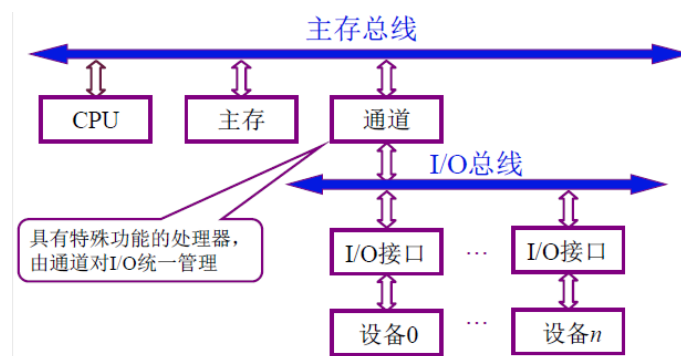 主存总线
CPU
主存
通道
I/O总线
具有特殊功能的处理器，
由通道对I/O统一管理
I/O接口
…
I/O接口
设备0
…
设备n